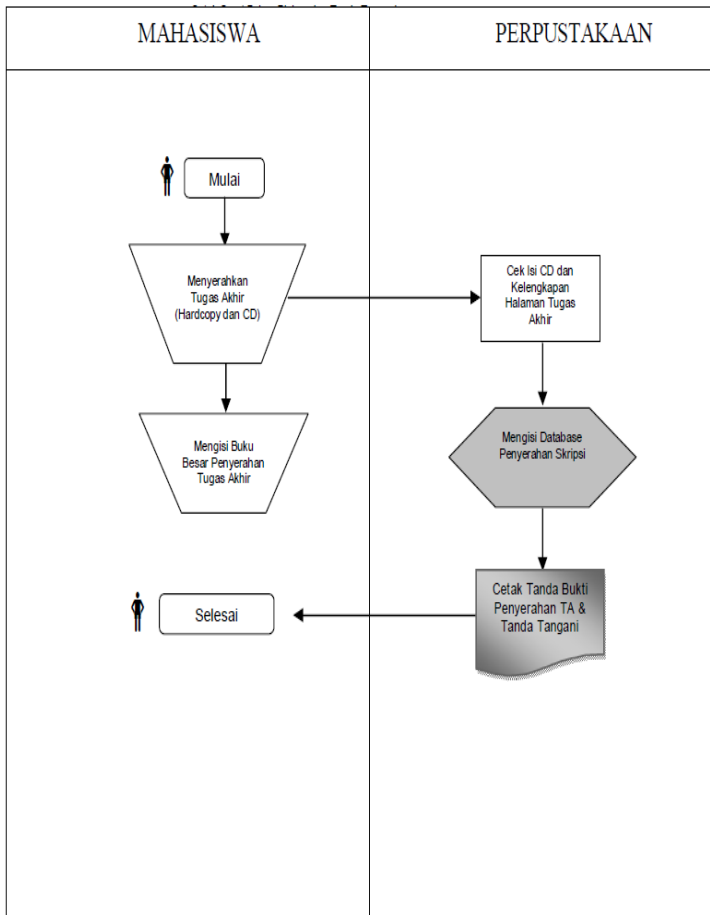 MAHASISWA
PERPUSTAKAAN
Mulai
Menyerahkan
Tugas Akhir
(Hardcopy dan CD)
Cek Isi CD dan
Kelengkapan
Halaman Tugas
Akhir
Mengisi Buku
Besar Penyerahan
Tugas Akhir
Mengisi Database
Penyerahan Skripsi
Cetak Tanda Bukti
Penyerahan TA &
Tanda Tangani
Selesai